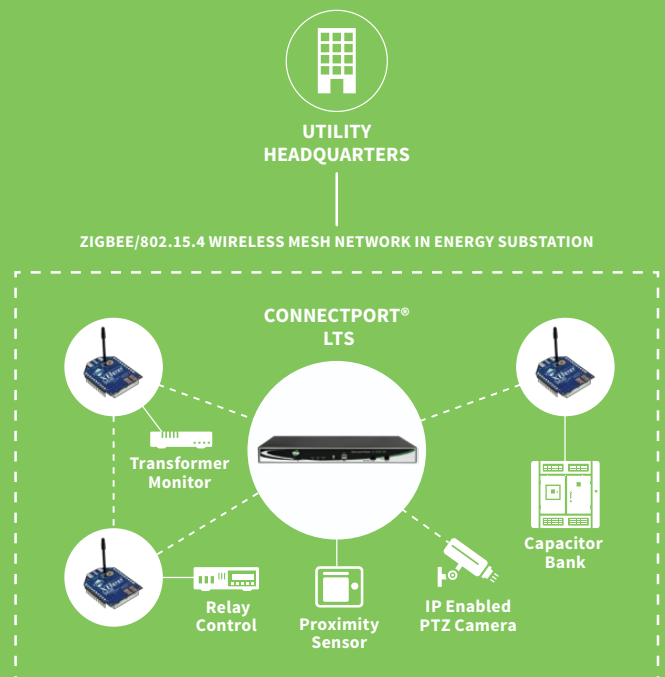 UTILITY
HEADQUARTERS
ZIGBEE/802.15.4 WIRELESS MESH NETWORK IN ENERGY SUBSTATION
CONNECTPORT®
LTS
Transformer
Monitor
Relay
Control
Proximity
Sensor
IP Enabled
PTZ Camera
Capacitor
Bank